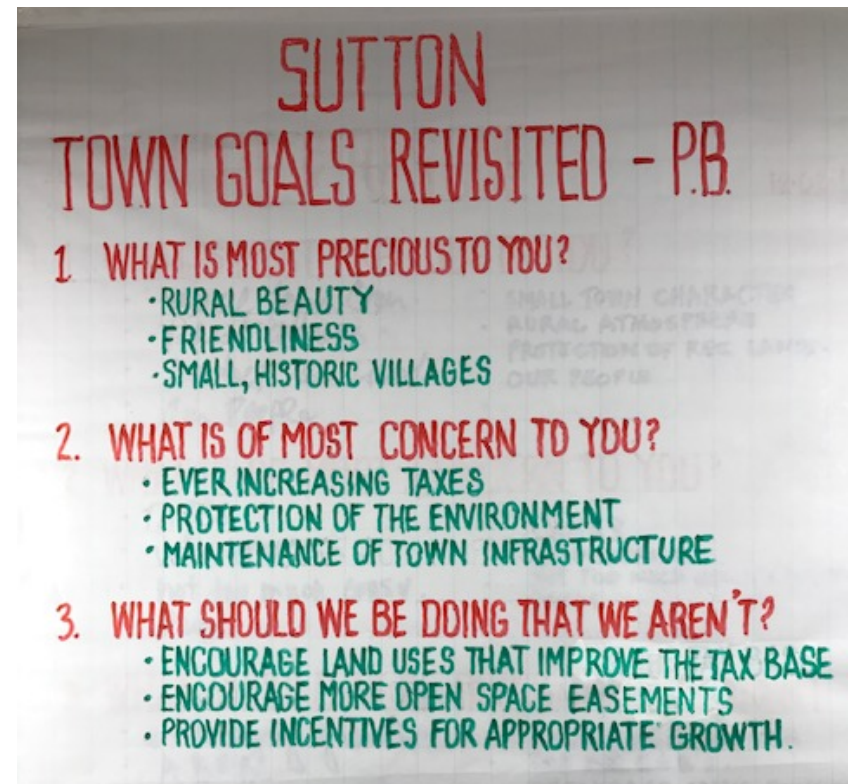 SUTTON
TOWN GOALS REVISITED - P.B.
1 WHAT IS MOST PRECIOUS TO YOU?
· RURAL BEAUTY
· FRIENDLINESS
· SMALL, HISTORIC VILLAGES
2. WHAT IS OF MOST CONCERN TO YOU?
· EVER INCREASING TAXES
· PROTECTION OF THE ENVIRONMENT
· MAINTENANCE OF TOWN INFRASTRUCTURE
3. WHAT SHOULD WE BE DOING THAT WE AREN'T?
· ENCOURAGE LAND USES THAT IMPROVE THE TAX BASE
· ENCOURAGE MORE OPEN SPACE EASEMENTS
· PROVIDE INCENTIVES FOR APPROPRIATE GROWTH.